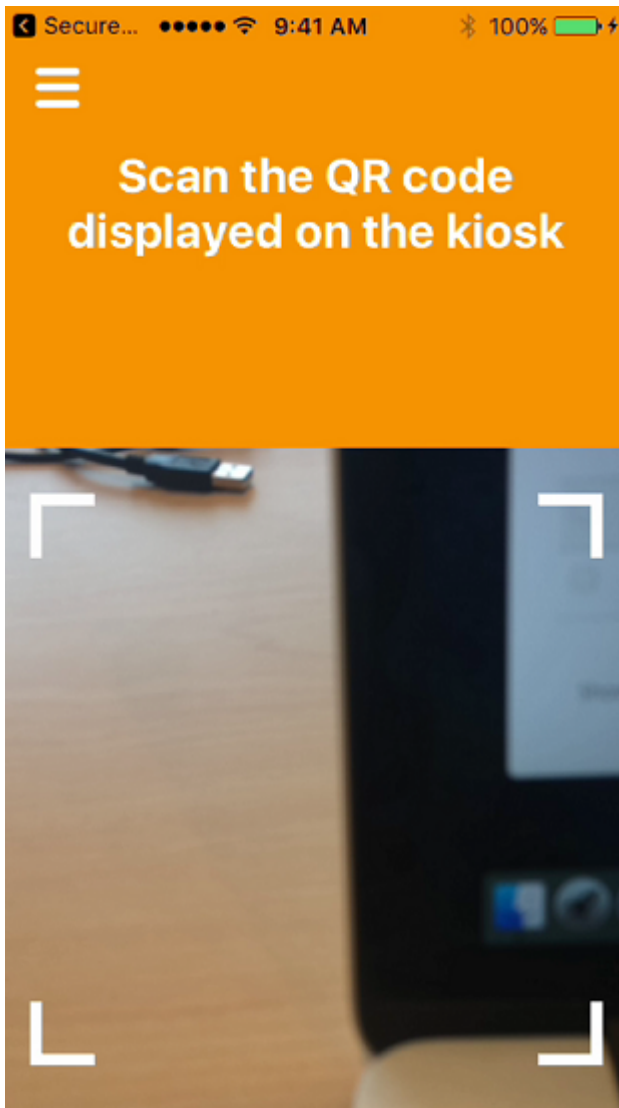 Secure... 9:41 AM 100%
Scan the QR code
displayed on the kiosk